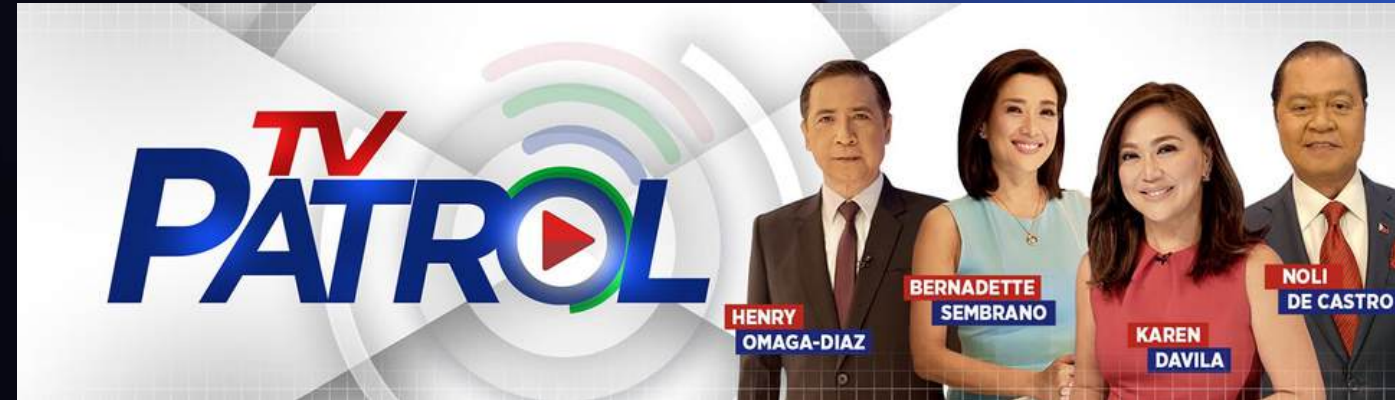 TV
PATROL
HENRY
OMAGA-DIAZ
BERNADETTE
SEMBRANO
KAREN
DAVILA
NOLI
DE CASTRO